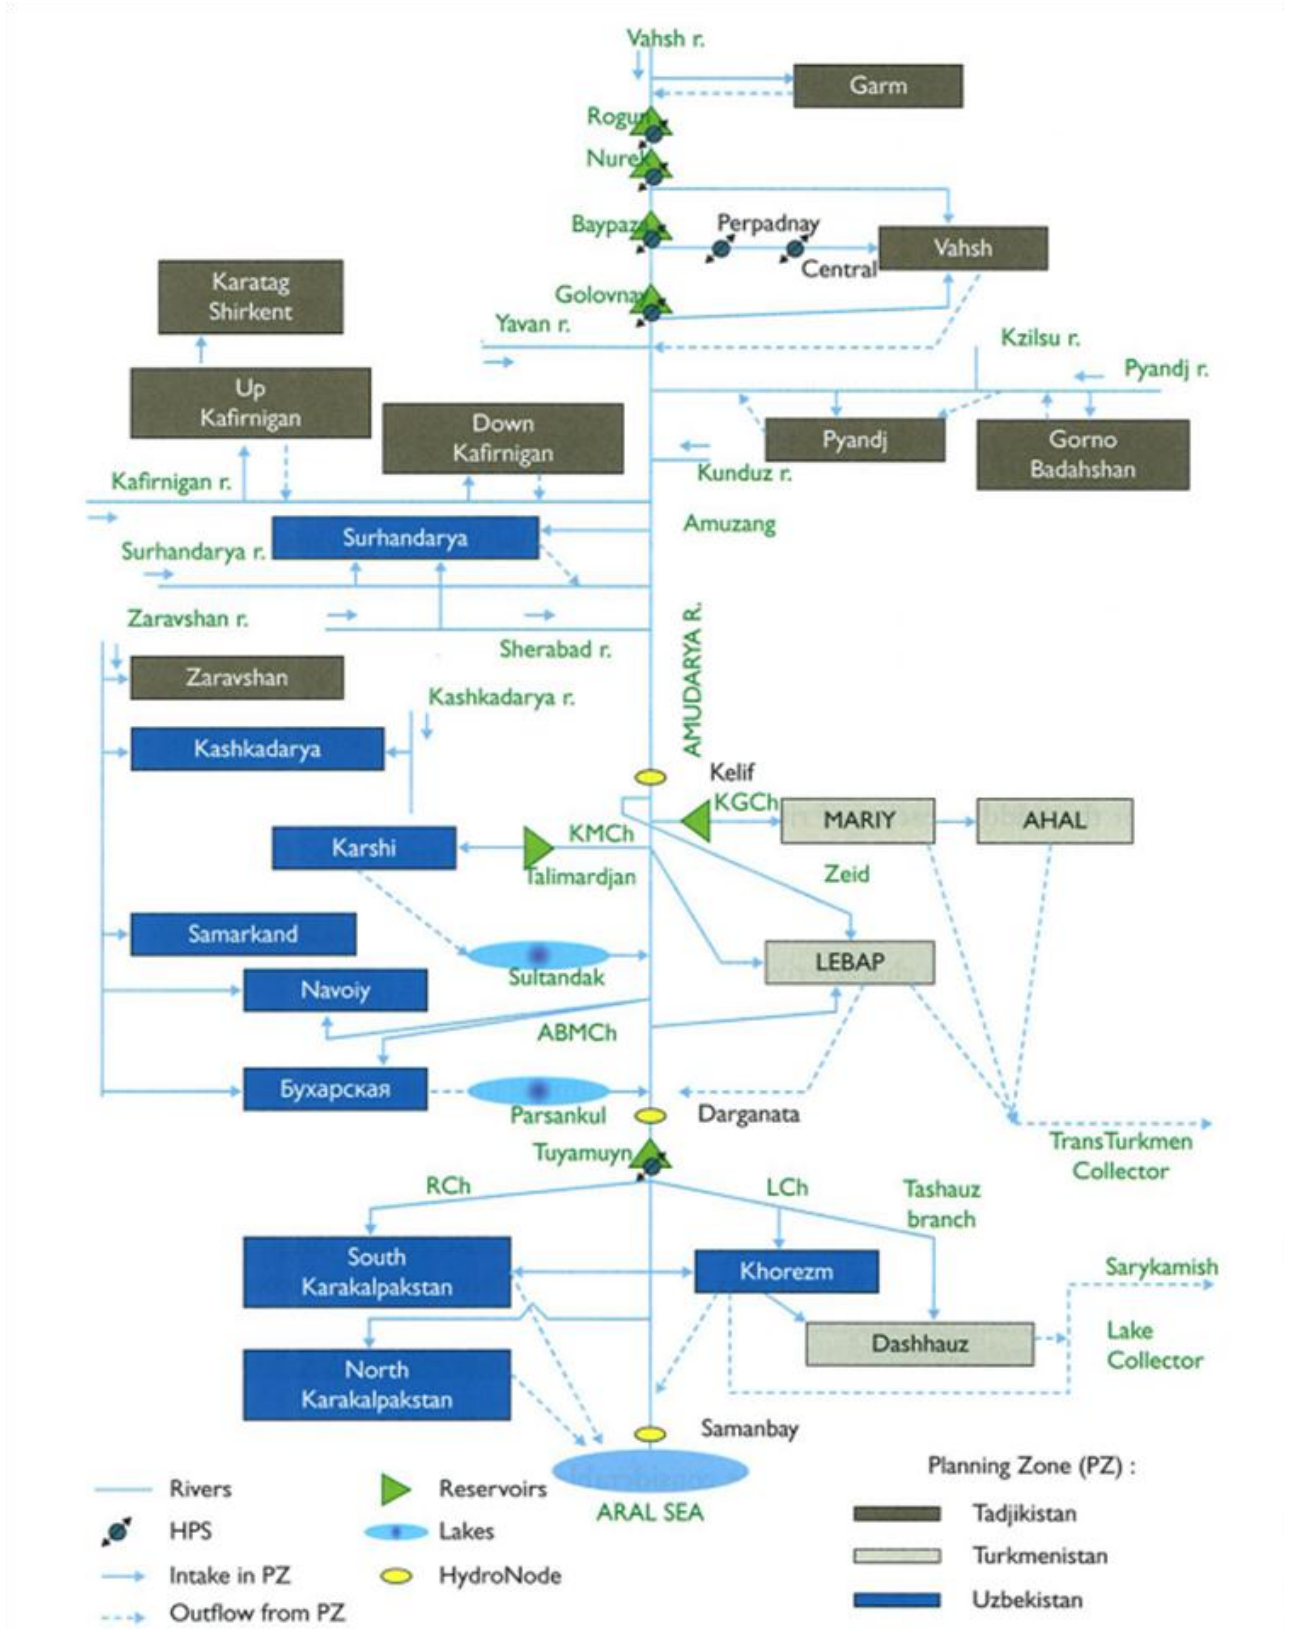 Vahsh r.
Garm
Rogun
Nurek
Baypaza
Perpadnay
Vahsh
Central
Karatag
Shirkent
Golovnay
Yavan r.
Kzilsu r.
Pyandj r.
Up
Kafirnigan
Down
Kafirnigan
Pyandj
Gorno
Badahshan
Kunduz r.
Kafirnigan r.
Amuzang
Surhandarya
Surhandarya r.
Zaravshan r.
Sherabad r.
AMUDARYA R.
Zaravshan
Kashkadarya r.
Kashkadarya
Kelif
KGCh
MARIY
AHAL
KMCh
Karshi
Talimardjan
Zeid
Samarkand
LEBAP
Sultandak
Navoiy
ABMCh
Бухарская
Parsankul
Darganata
TransTurkmen
Collector
Tuyamuyn
RCh
LCh
Tashauz
branch
South
Karakalpakstan
Khorezm
Sarykamish
Dashhauz
Lake
Collector
North
Karakalpakstan
Samanbay
ARAL SEA
Rivers
HPS
Intake in PZ
Outflow from PZ
Reservoirs
Lakes
HydroNode
Planning Zone (PZ) :
Tadjikistan
Turkmenistan
Uzbekistan